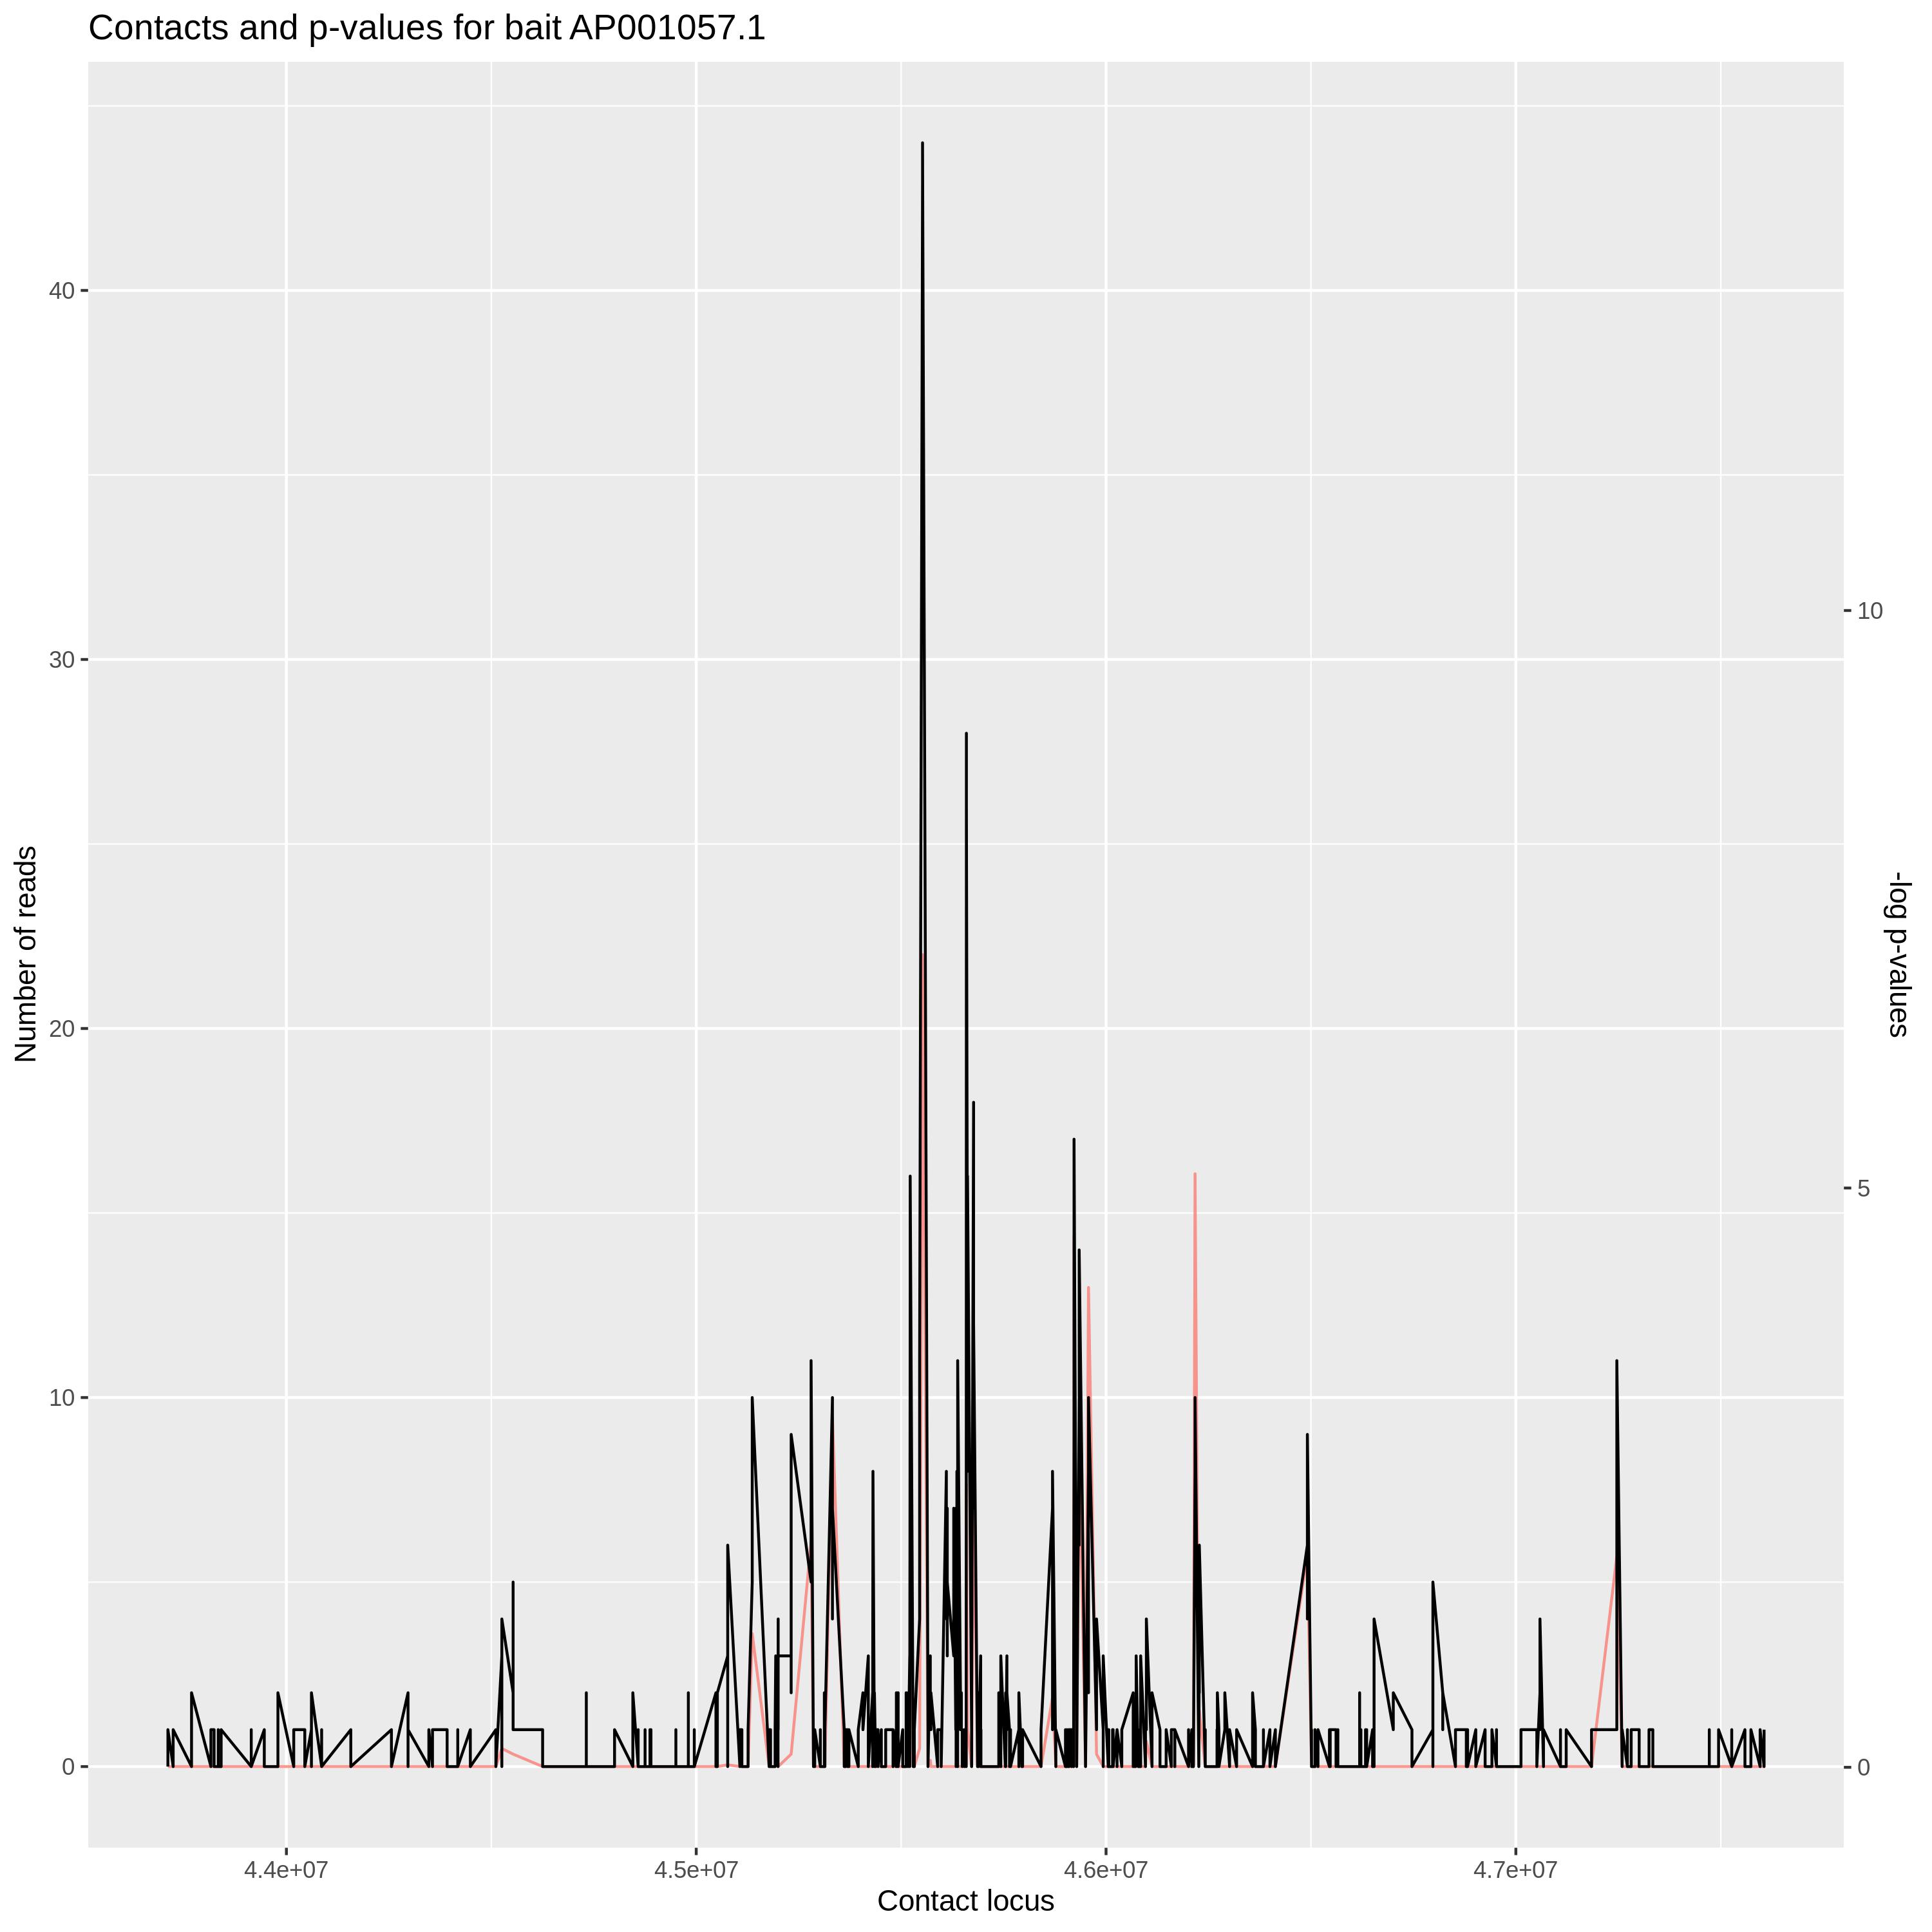 Contacts and p-values for bait AP001057.1
Number of reads
40
30
20
10
0
10
5
0
-log p-values
4.4e+07
4.5e+07
4.6e+07
4.7e+07
Contact locus